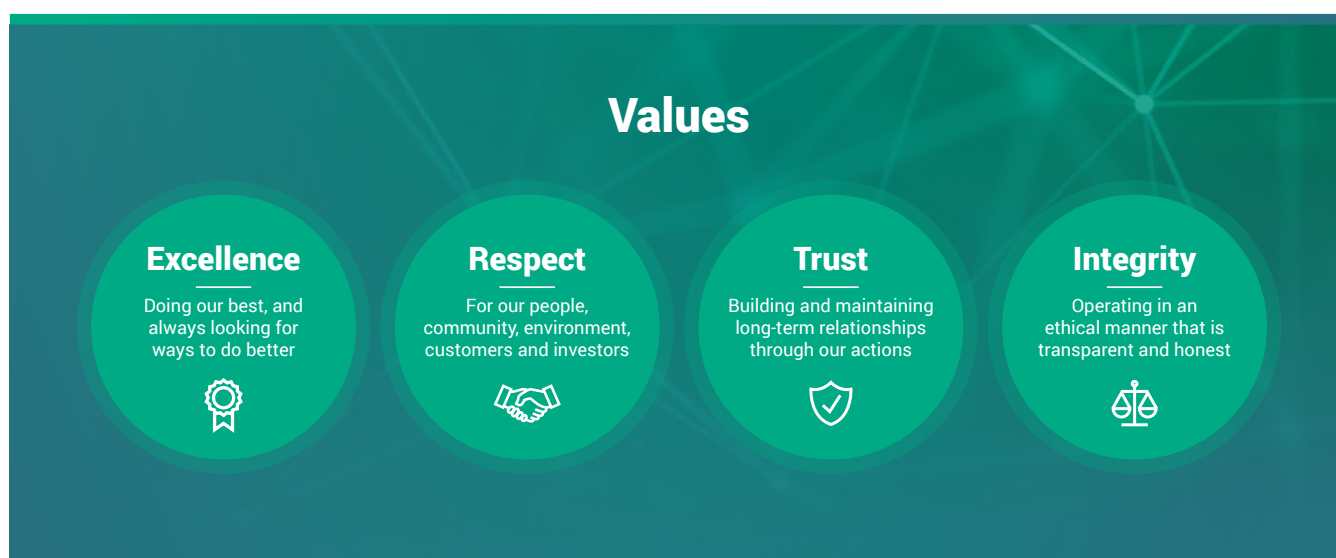 Values
Excellence
Doing our best, and
always looking for
ways to do better
Respect
For our people,
community, environment,
customers and investors
Trust
Building and maintaining
long-term relationships
through our actions
Integrity
Operating in an
ethical manner that is
transparent and honest